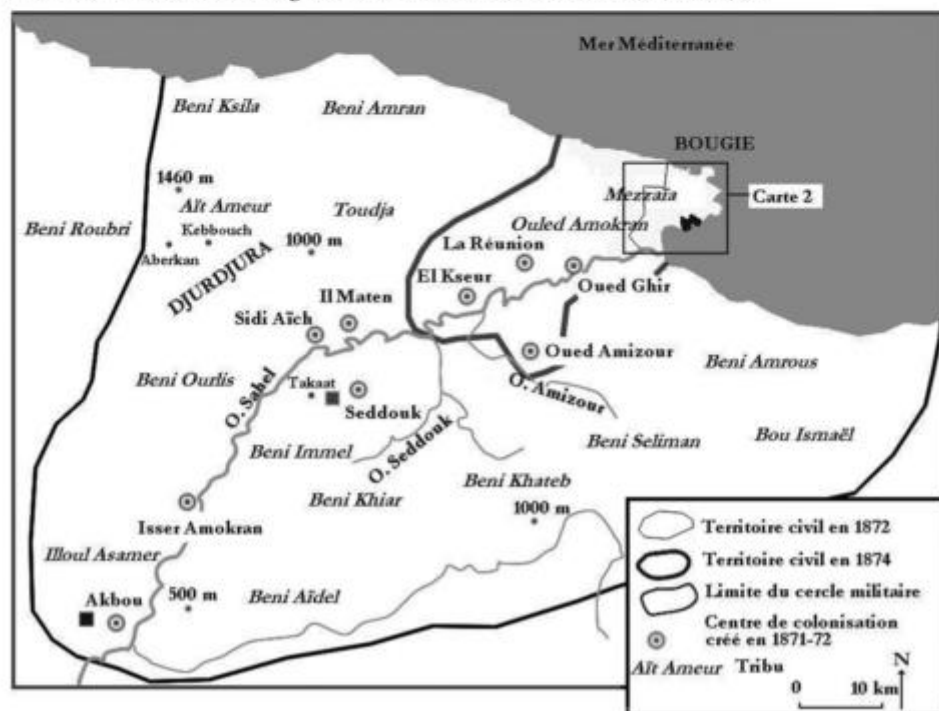 Mer Méditerranée
Beni Ksila
Beni Amran
BOUGIE
1460 m
Mezzaïa
Carte 2
Aït Ameur
Toudja
Beni Roubri
Kebbouch
Ouled Amokran
Aberkan
1000 m
La Réunion
DJURDJURA
El Kseur
Oued Ghir
Il Maten
Sidi Aïch
Oued Amizour
Beni Amrous
Beni Ourlis
O. Sahel
Takaat
O. Amizour
Seddouk
Beni Seliman
Bou Ismaël
Beni Immel
O. Seddouk
Beni Khiar
Beni Khateb
1000 m
Isser Amokran
Illoul Asamer
Akbou
500 m
Beni Aïdel
Territoire civil en 1872
Territoire civil en 1874
Limite du cercle militaire
Centre de colonisation
créé en 1871-72
Aït Ameur Tribu
N
0 10 km